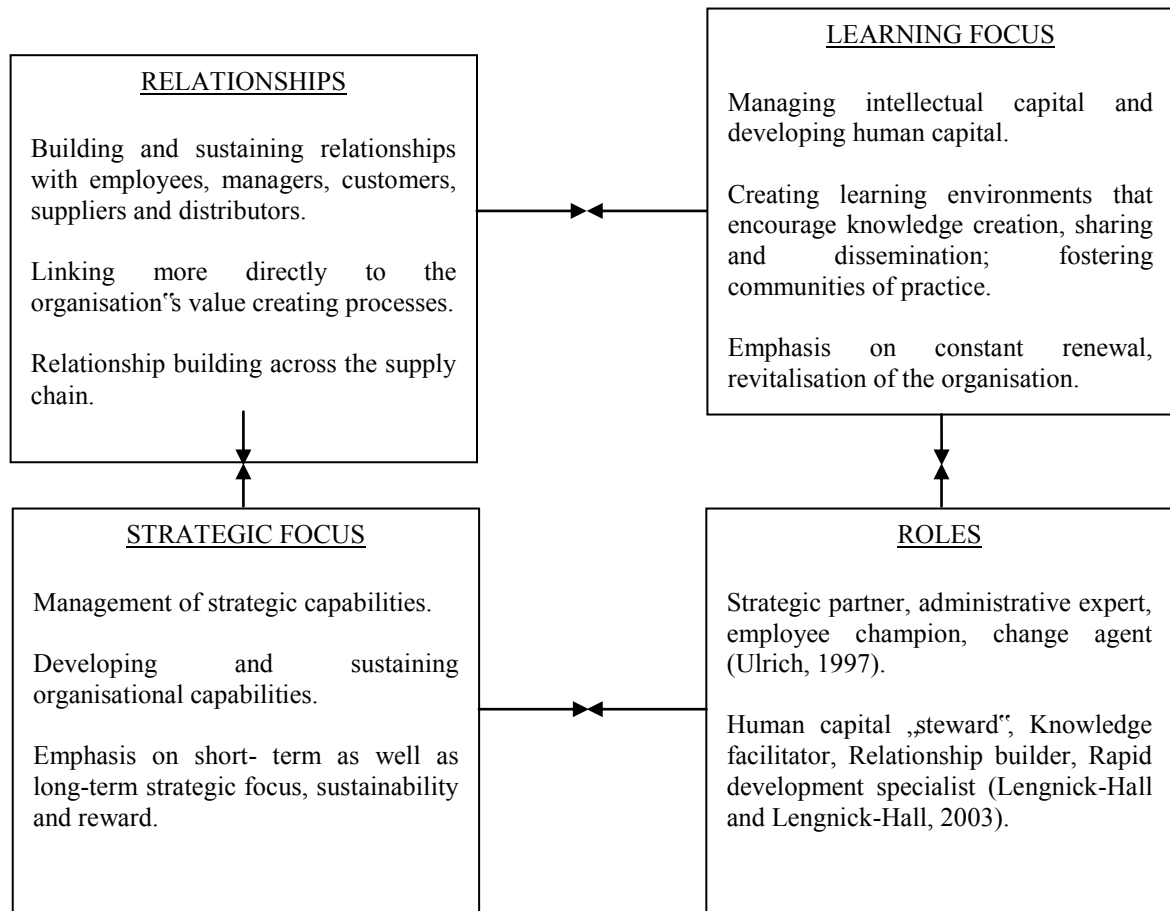 RELATIONSHIPS
Building and sustaining relationships
with employees, managers, customers,
suppliers and distributors.
Linking more directly to the
organisation‟s value creating processes.
Relationship building across the supply
chain.
LEARNING FOCUS
Managing intellectual capital and
developing human capital.
Creating learning environments that
encourage knowledge creation, sharing
and dissemination; fostering
communities of practice.
Emphasis on constant renewal,
revitalisation of the organisation.
STRATEGIC FOCUS
Management of strategic capabilities.
Developing and sustaining
organisational capabilities.
Emphasis on short- term as well as
long-term strategic focus, sustainability
and reward.
ROLES
Strategic partner, administrative expert,
employee champion, change agent
(Ulrich, 1997).
Human capital „steward‟, Knowledge
facilitator, Relationship builder, Rapid
development specialist (Lengnick-Hall
and Lengnick-Hall, 2003).